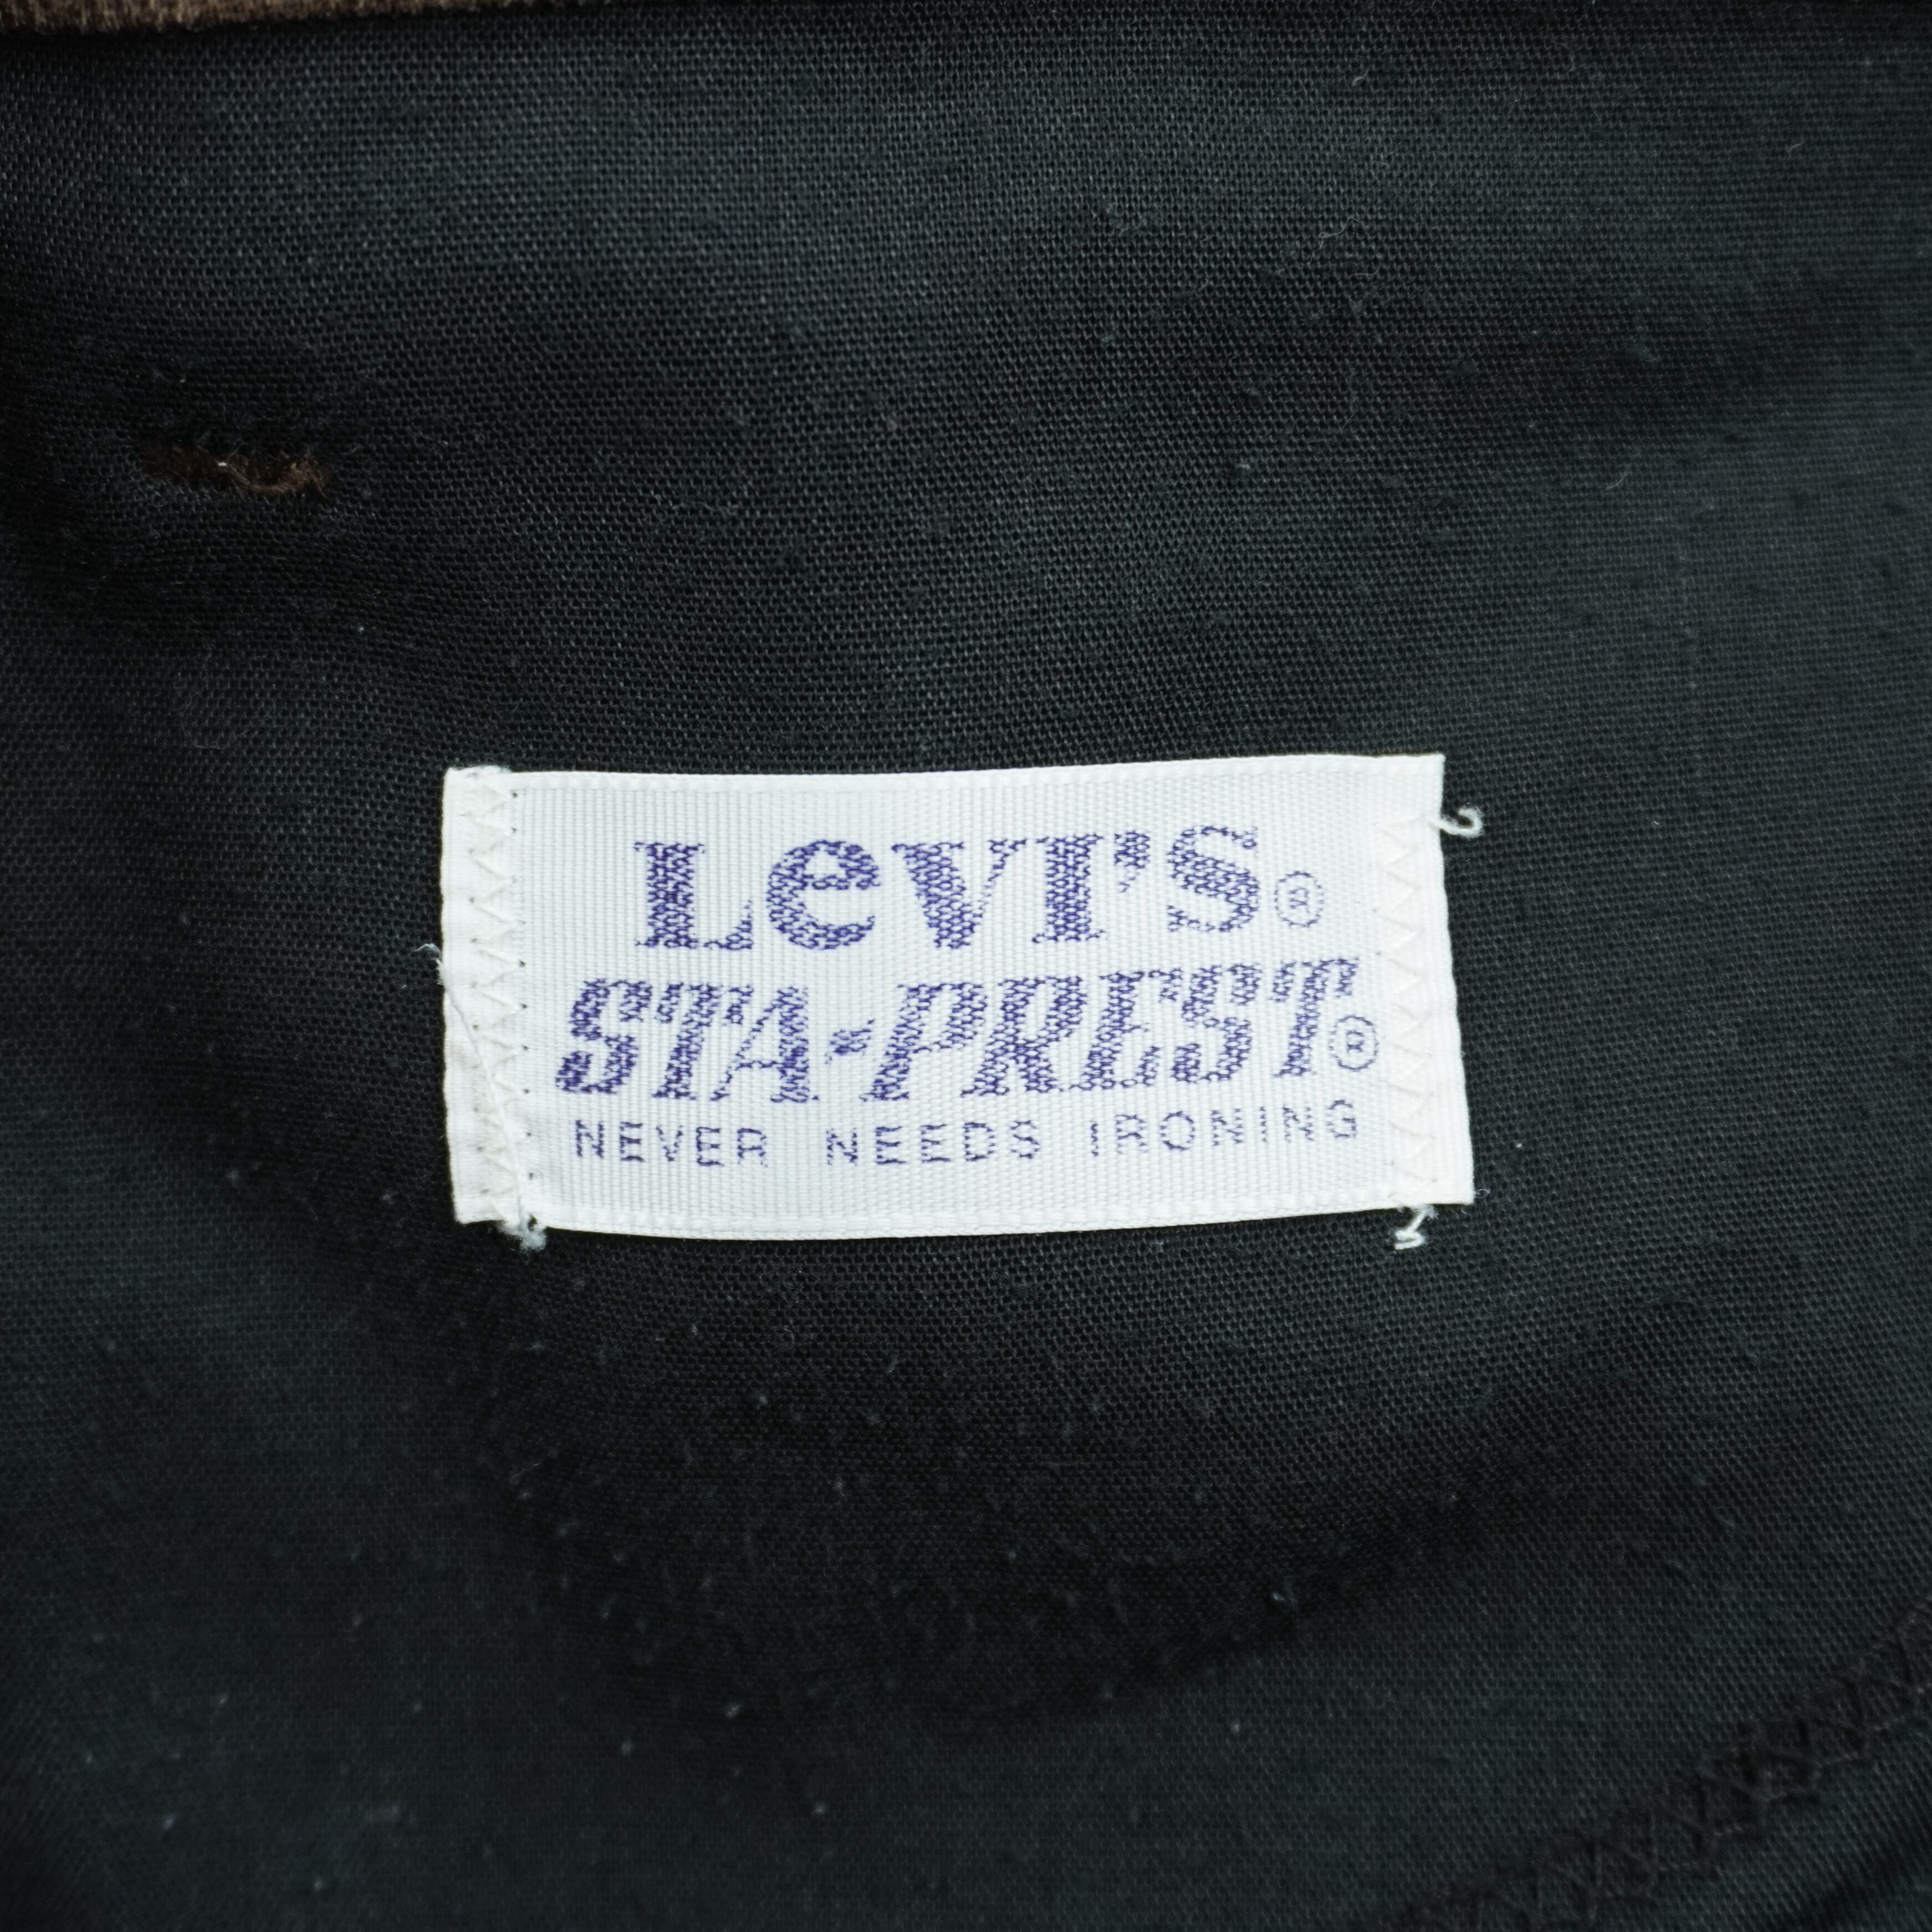 LeVI'S®
STA-PREST®
NEVER NEEDS IRONING